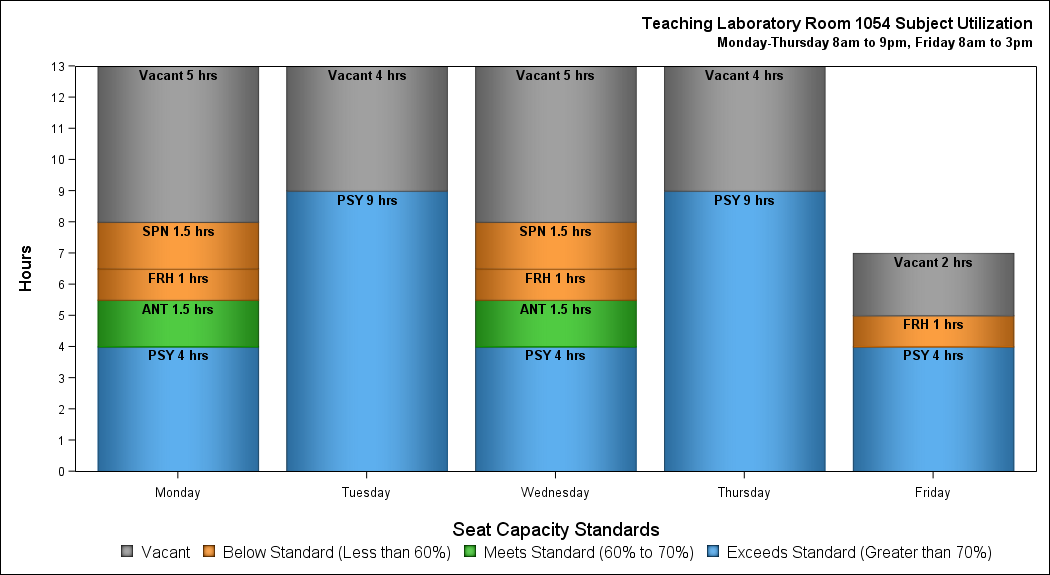 Teaching Laboratory Room 1054 Subject Utilization
Monday-Thursday 8am to 9pm, Friday 8am to 3pm
Hours
13
12
11
10
9
8
7
6
5
4
3
2
1
0
Vacant 5 hrs
SPN 1.5 hrs
FRH 1 hrs
ANT 1.5 hrs
PSY 4 hrs
Vacant 4 hrs
PSY 9 hrs
Vacant 5 hrs
SPN 1.5 hrs
FRH 1 hrs
ANT 1.5 hrs
PSY 4 hrs
Vacant 4 hrs
PSY 9 hrs
Vacant 2 hrs
FRH 1 hrs
PSY 4 hrs
Monday Tuesday Wednesday Thursday Friday
Seat Capacity Standards
Vacant Below Standard (Less than 60%) Meets Standard (60% to 70%) Exceeds Standard (Greater than 70%)